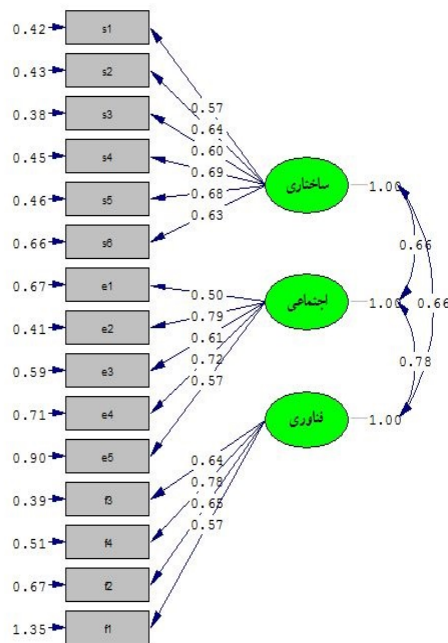 0.42 s1
0.43 s2
0.38 s3
0.45 s4
0.46 s5
0.66 s6
0.67 e1
0.41 e2
0.59 e3
0.71 e4
0.90 e5
0.39 f3
0.51 f4
0.67 f2
1.35 f1
0.57
0.64
0.60
0.69
0.68
0.63
0.50
0.79
0.61
0.72
0.57
0.64
0.78
0.65
0.57
ساختاری 1.00
اجتماعی 1.00
فناوری 1.00
0.66
0.66
0.78